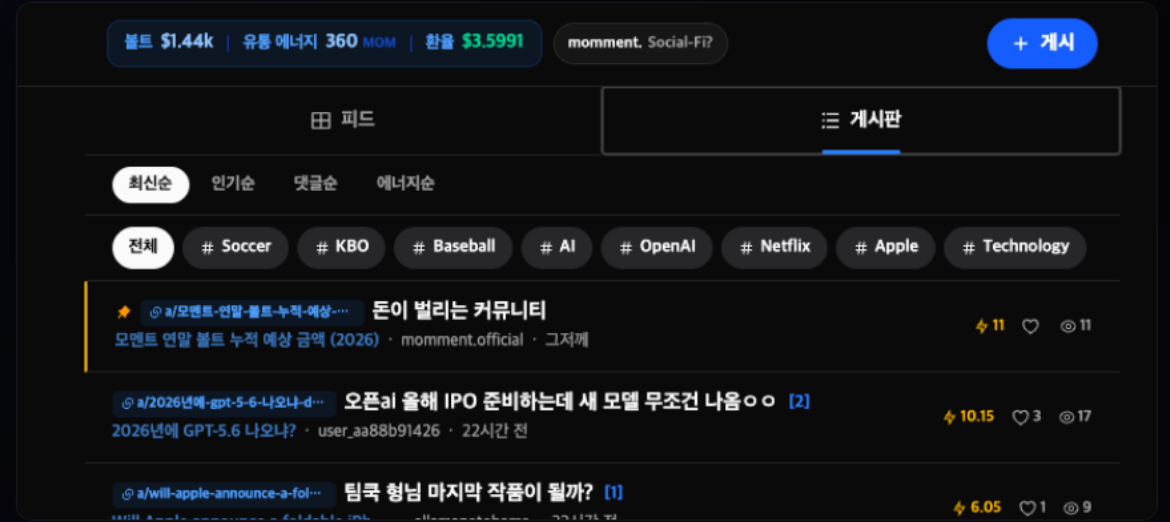 볼트 $1.44k | 유통 에너지 360 MOM | 환율 $3.5991
momment. Social-Fi?
+ 게시
피드
게시판
최신순 인기순 댓글순 에너지순
전체 # Soccer # KBO # Baseball # AI # OpenAI # Netflix # Apple # Technology
a/모멘트-연말-볼트-누적-예상-··· 돈이 벌리는 커뮤니티
모멘트 연말 볼트 누적 예상 금액 (2026) · momment.official · 그저께
11 11
a/2026년에-gpt-5-6-나오냐-d··· 오픈ai 올해 IPO 준비하는데 새 모델 무조건 나옴ㅇㅇ [2]
2026년에 GPT-5.6 나오냐? · user_aa88b91426 · 22시간 전
10.15 3 17
a/will-apple-announce-a-fol··· 팀쿡 형님 마지막 작품이 될까? [1]
Will Apple announce a foldable
6.05 1 9